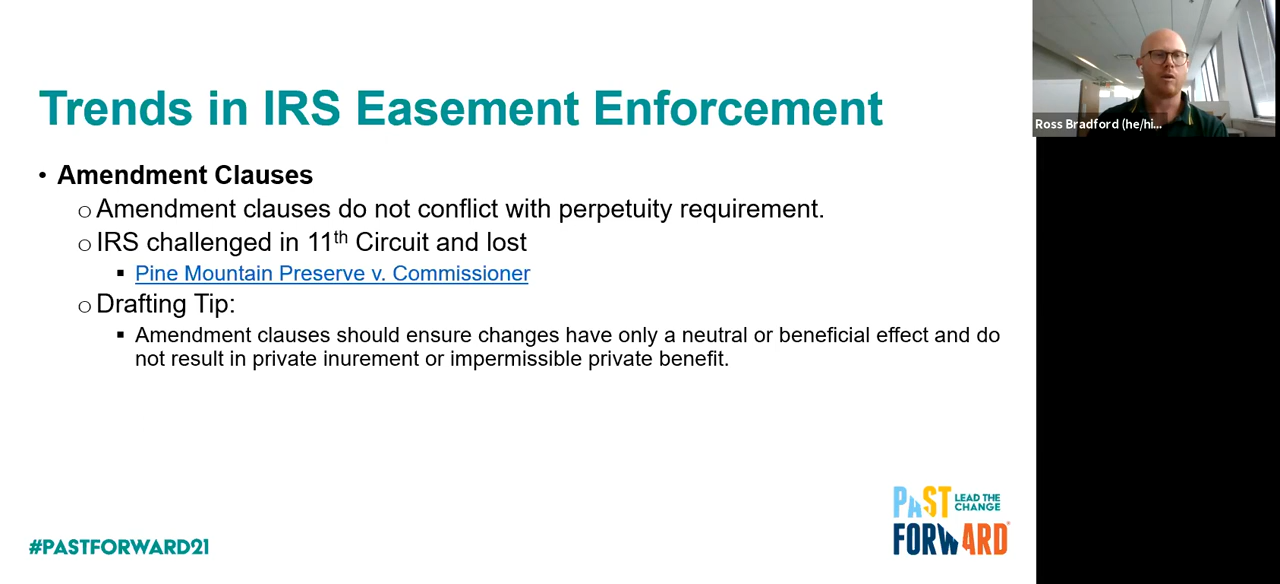 Trends in IRS Easement Enforcement
• Amendment Clauses
o Amendment clauses do not conflict with perpetuity requirement.
o IRS challenged in 11th Circuit and lost
▪ Pine Mountain Preserve v. Commissioner
o Drafting Tip:
▪ Amendment clauses should ensure changes have only a neutral or beneficial effect and do
not result in private inurement or impermissible private benefit.
#PASTFORWARD21
PAST LEAD THE
CHANGE
FORWARD®
Ross Bradford (he/hi...